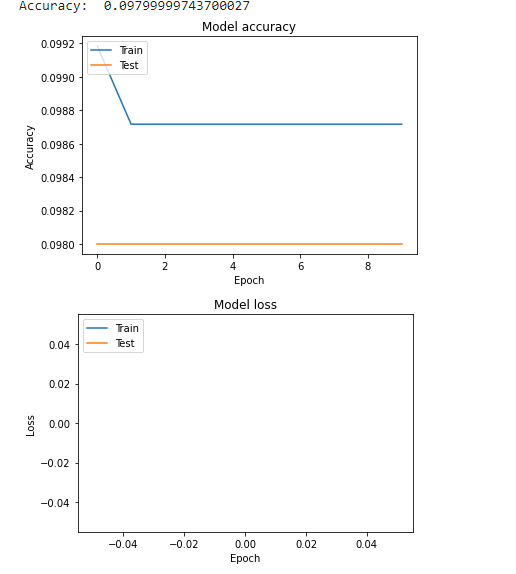 Accuracy: 0.09799999743700027
Model accuracy
Train
Test
0.0992
0.0990
0.0988
0.0986
0.0984
0.0982
0.0980
Accuracy
0 2 4 6 8
Epoch
Model loss
Train
Test
0.04
0.02
0.00
−0.02
−0.04
Loss
−0.04 −0.02 0.00 0.02 0.04
Epoch